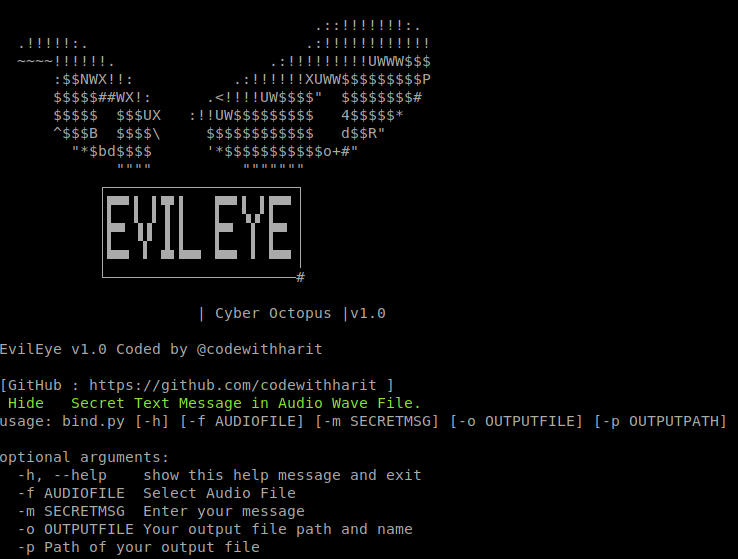 .::!!!!!!!:.
  .!!!!!:.                        .:!!!!!!!!!!!!
  ~~~~!!!!!!.                 .:!!!!!!!!!UWWW$$$
      :$$NWX!!:           .:!!!!!!XUWW$$$$$$$$$P
      $$$$$##WX!:      .<!!!!UW$$$$"  $$$$$$$$#
      $$$$$  $$$UX   :!!UW$$$$$$$$$   4$$$$$*
      ^$$$B  $$$$\     $$$$$$$$$$$$   d$$R"
        "*$bd$$$$      '*$$$$$$$$$$$o+#"
             """"          """""""
EVIL EYE
#
| Cyber Octopus |v1.0
EvilEye v1.0 Coded by @codewithharit
[GitHub : https://github.com/codewithharit ]
 Hide   Secret Text Message in Audio Wave File.
usage: bind.py [-h] [-f AUDIOFILE] [-m SECRETMSG] [-o OUTPUTFILE] [-p OUTPUTPATH]
optional arguments:
  -h, --help    show this help message and exit
  -f AUDIOFILE  Select Audio File
  -m SECRETMSG  Enter your message
  -o OUTPUTFILE Your output file path and name
  -p Path of your output file